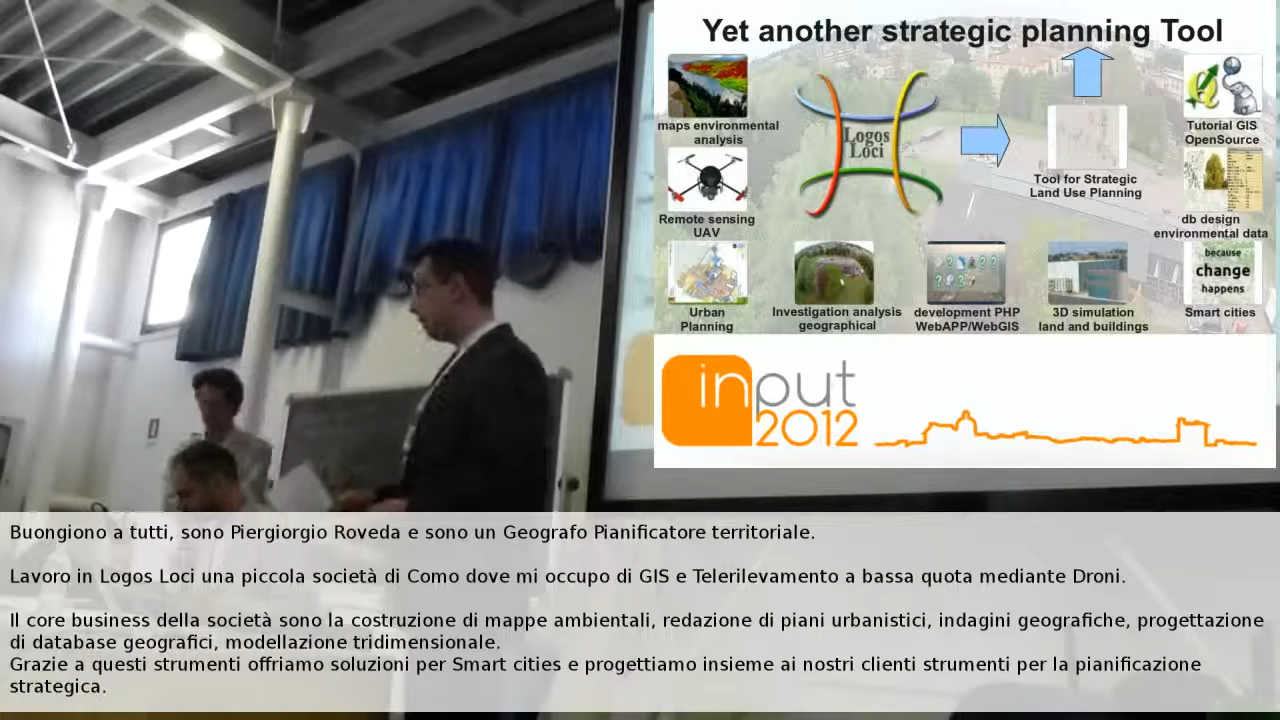 Yet another strategic planning Tool
maps environmental
analysis
Logos
Loci
Tool for Strategic
Land Use Planning
Tutorial GIS
OpenSource
Remote sensing
UAV
db design
environmental data
because
change
happens
Urban
Planning
Investigation analysis
geographical
development PHP
WebAPP/WebGIS
3D simulation
land and buildings
Smart cities
input
2012
Buongiono a tutti, sono Piergiorgio Roveda e sono un Geografo Pianificatore territoriale.
Lavoro in Logos Loci una piccola società di Como dove mi occupo di GIS e Telerilevamento a bassa quota mediante Droni.
Il core business della società sono la costruzione di mappe ambientali, redazione di piani urbanistici, indagini geografiche, progettazione
di database geografici, modellazione tridimensionale.
Grazie a questi strumenti offriamo soluzioni per Smart cities e progettiamo insieme ai nostri clienti strumenti per la pianificazione
strategica.